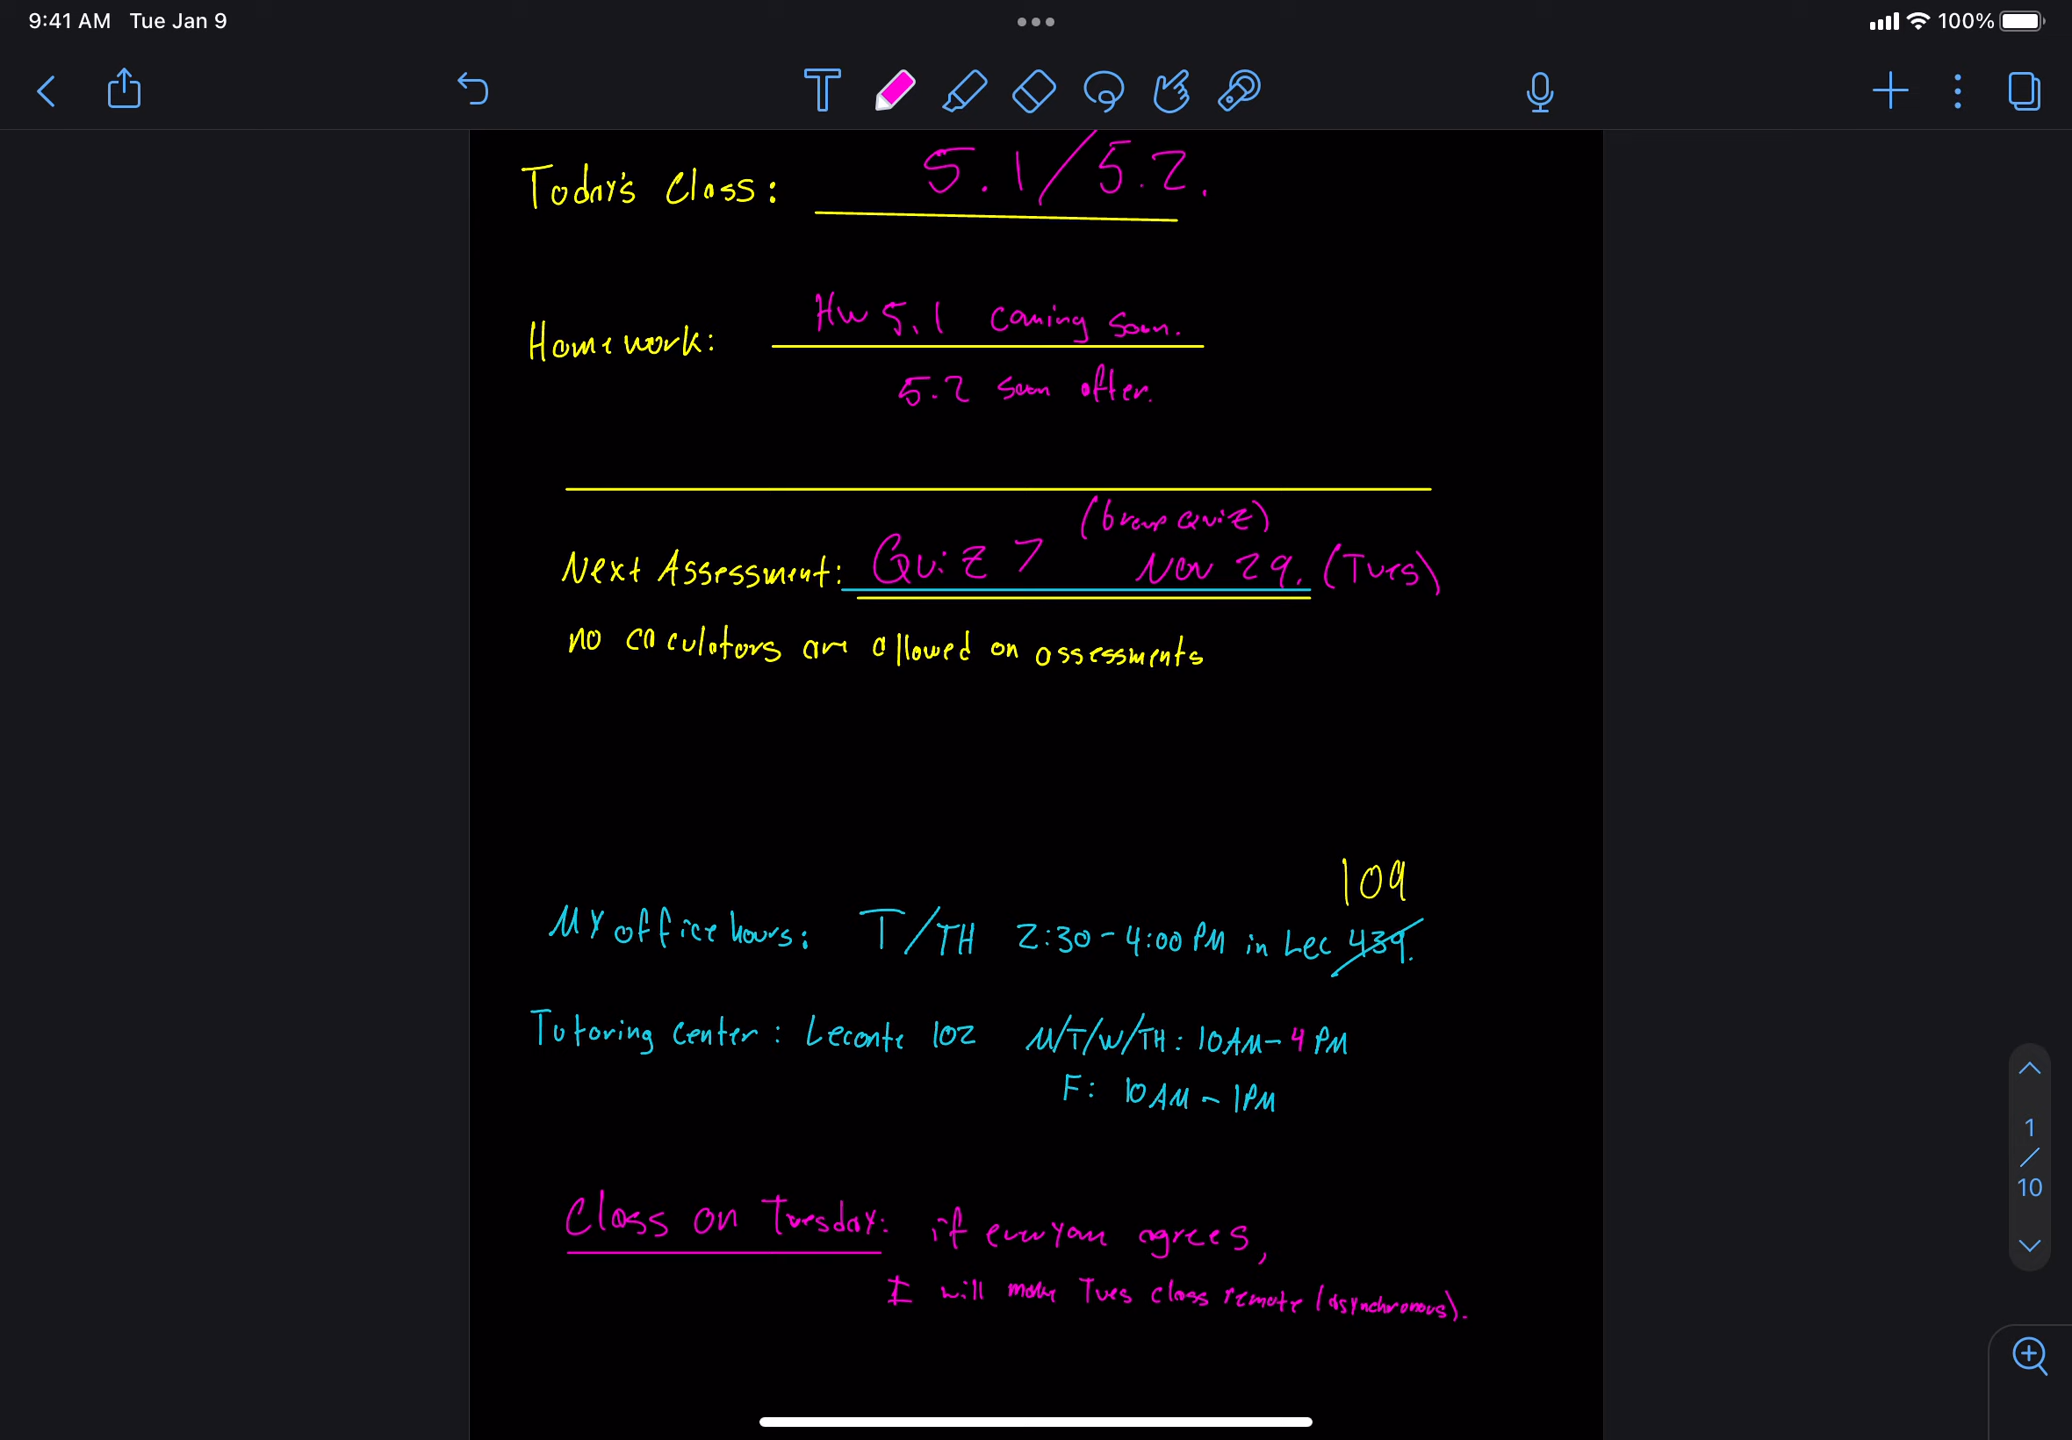 9:41 AM Tue Jan 9
100%
T
5.1/5.2.
Today's Class:
HW 5.1 coming soon.
Homework:
5.2 soon after.
(Group Quiz)
Next Assessment: Quiz 7 Nov 29. (Tues)
no calculators are allowed on assessments
109
My office hours: T/TH 2:30-4:00 PM in Lec 439.
Tutoring center: Leconte 102 M/T/W/TH: 10AM-4PM
F: 10AM-1PM
Class on Tuesday: if everyone agrees,
I will make Tues class remote (asynchronous).
1
/
10